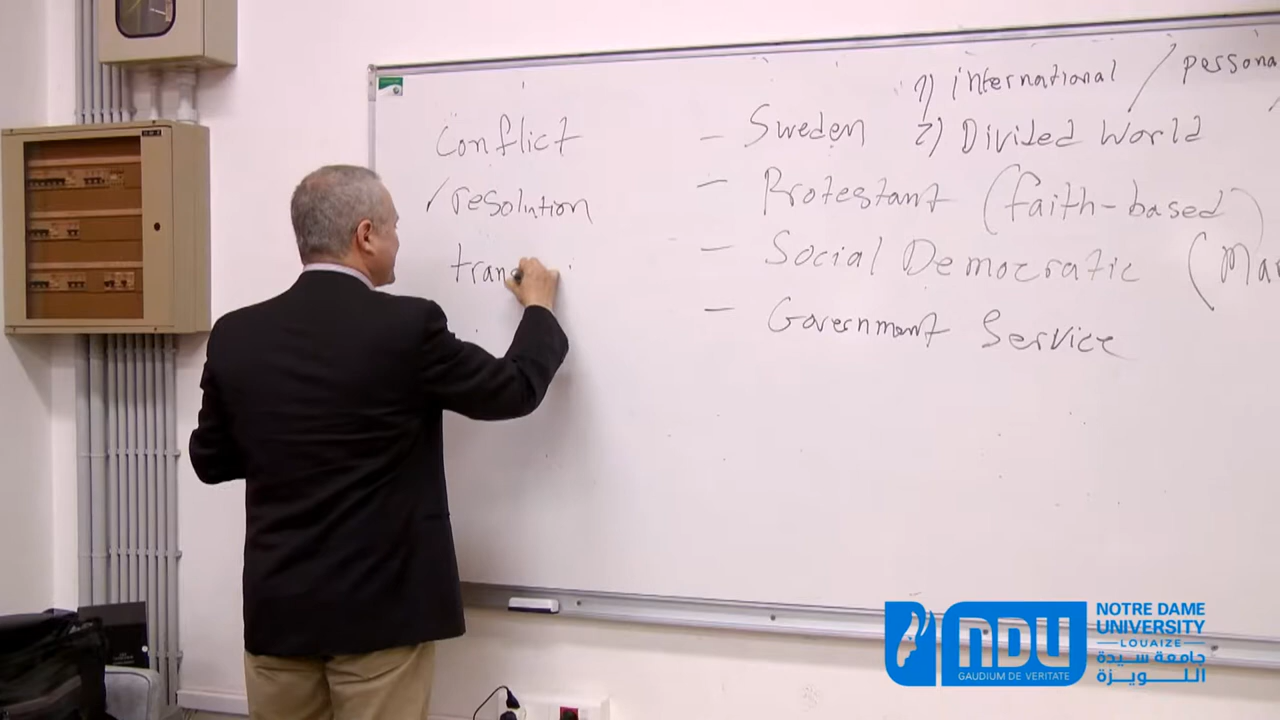 Conflict
/resolution
tran
1) international / persona
- Sweden 2) Divided World
- Protestant (faith-based)
- Social Democratic (Mar
- Government Service
NDU
GAUDIUM DE VERITATE
NOTRE DAME
UNIVERSITY
LOUAIZE
جامعة سيدة
اللويزة